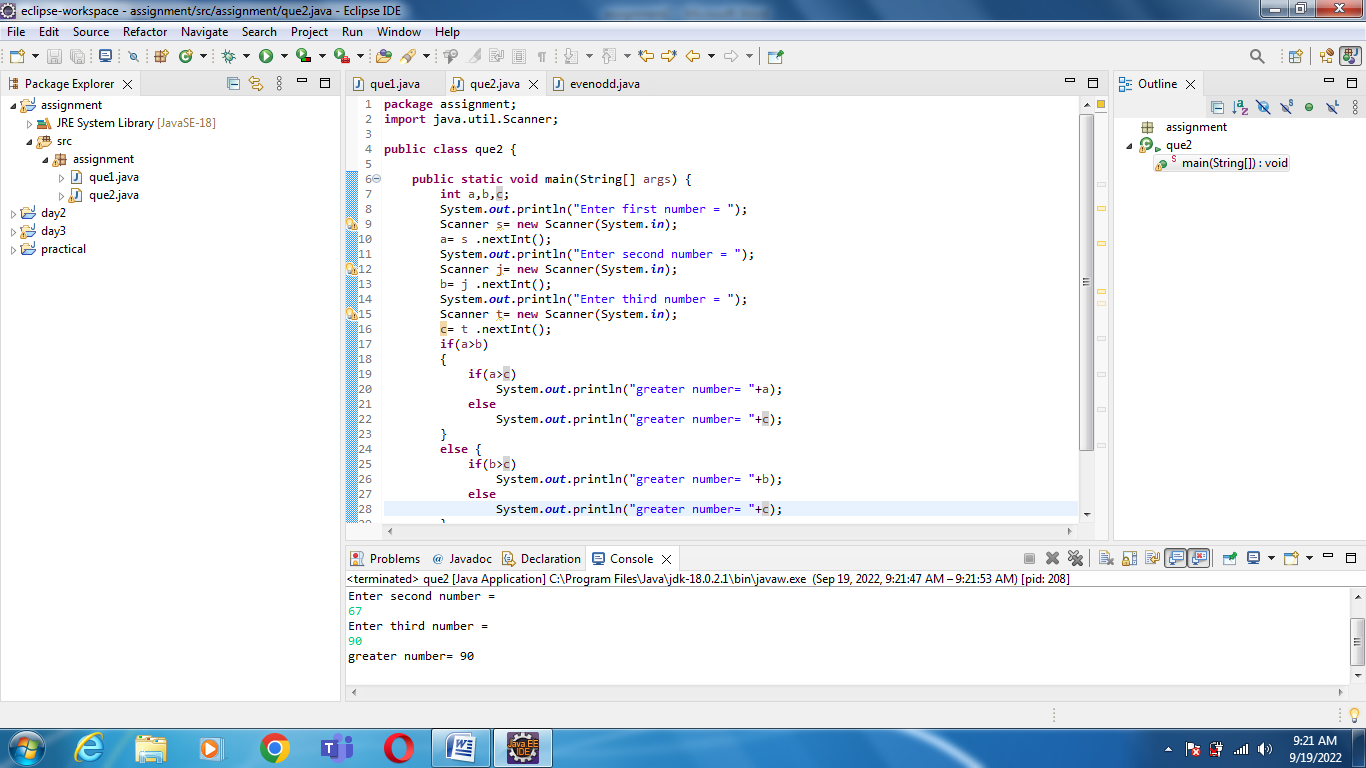 eclipse-workspace - assignment/src/assignment/que2.java - Eclipse IDE
File Edit Source Refactor Navigate Search Project Run Window Help
Package Explorer
assignment
JRE System Library [JavaSE-18]
src
assignment
que1.java
que2.java
day2
day3
practical
que1.java que2.java evenodd.java
1 package assignment;
2 import java.util.Scanner;
3
4 public class que2 {
5
6 public static void main(String[] args) {
7 int a,b,c;
8 System.out.println("Enter first number = ");
9 Scanner s= new Scanner(System.in);
10 a= s .nextInt();
11 System.out.println("Enter second number = ");
12 Scanner j= new Scanner(System.in);
13 b= j .nextInt();
14 System.out.println("Enter third number = ");
15 Scanner t= new Scanner(System.in);
16 c= t .nextInt();
17 if(a>b)
18 {
19 if(a>c)
20 System.out.println("greater number= "+a);
21 else
22 System.out.println("greater number= "+c);
23 }
24 else {
25 if(b>c)
26 System.out.println("greater number= "+b);
27 else
28 System.out.println("greater number= "+c);
Outline
assignment
que2
main(String[]) : void
Problems @ Javadoc Declaration Console
<terminated> que2 [Java Application] C:\Program Files\Java\jdk-18.0.2.1\bin\javaw.exe (Sep 19, 2022, 9:21:47 AM – 9:21:53 AM) [pid: 208]
Enter second number =
67
Enter third number =
90
greater number= 90
Java EE
IDE
9:21 AM
9/19/2022